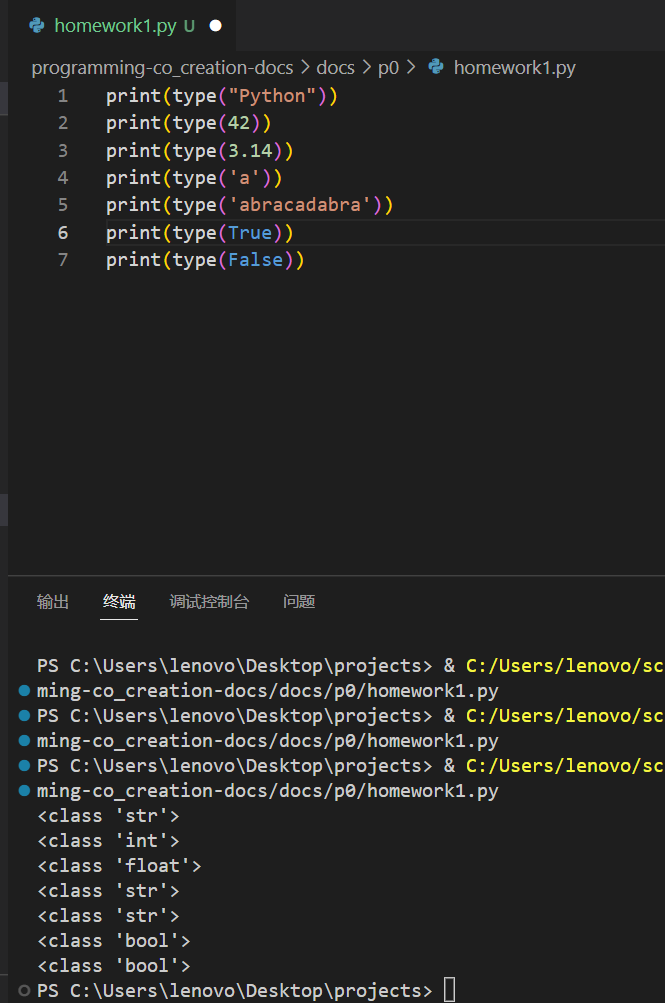 homework1.py U
programming-co_creation-docs > docs > p0 > homework1.py
1 print(type("Python"))
2 print(type(42))
3 print(type(3.14))
4 print(type('a'))
5 print(type('abracadabra'))
6 print(type(True))
7 print(type(False))
输出 终端 调试控制台 问题
PS C:\Users\lenovo\Desktop\projects> & C:/Users/lenovo/sc
ming-co_creation-docs/docs/p0/homework1.py
PS C:\Users\lenovo\Desktop\projects> & C:/Users/lenovo/sc
ming-co_creation-docs/docs/p0/homework1.py
PS C:\Users\lenovo\Desktop\projects> & C:/Users/lenovo/sc
ming-co_creation-docs/docs/p0/homework1.py
<class 'str'>
<class 'int'>
<class 'float'>
<class 'str'>
<class 'str'>
<class 'bool'>
<class 'bool'>
PS C:\Users\lenovo\Desktop\projects>